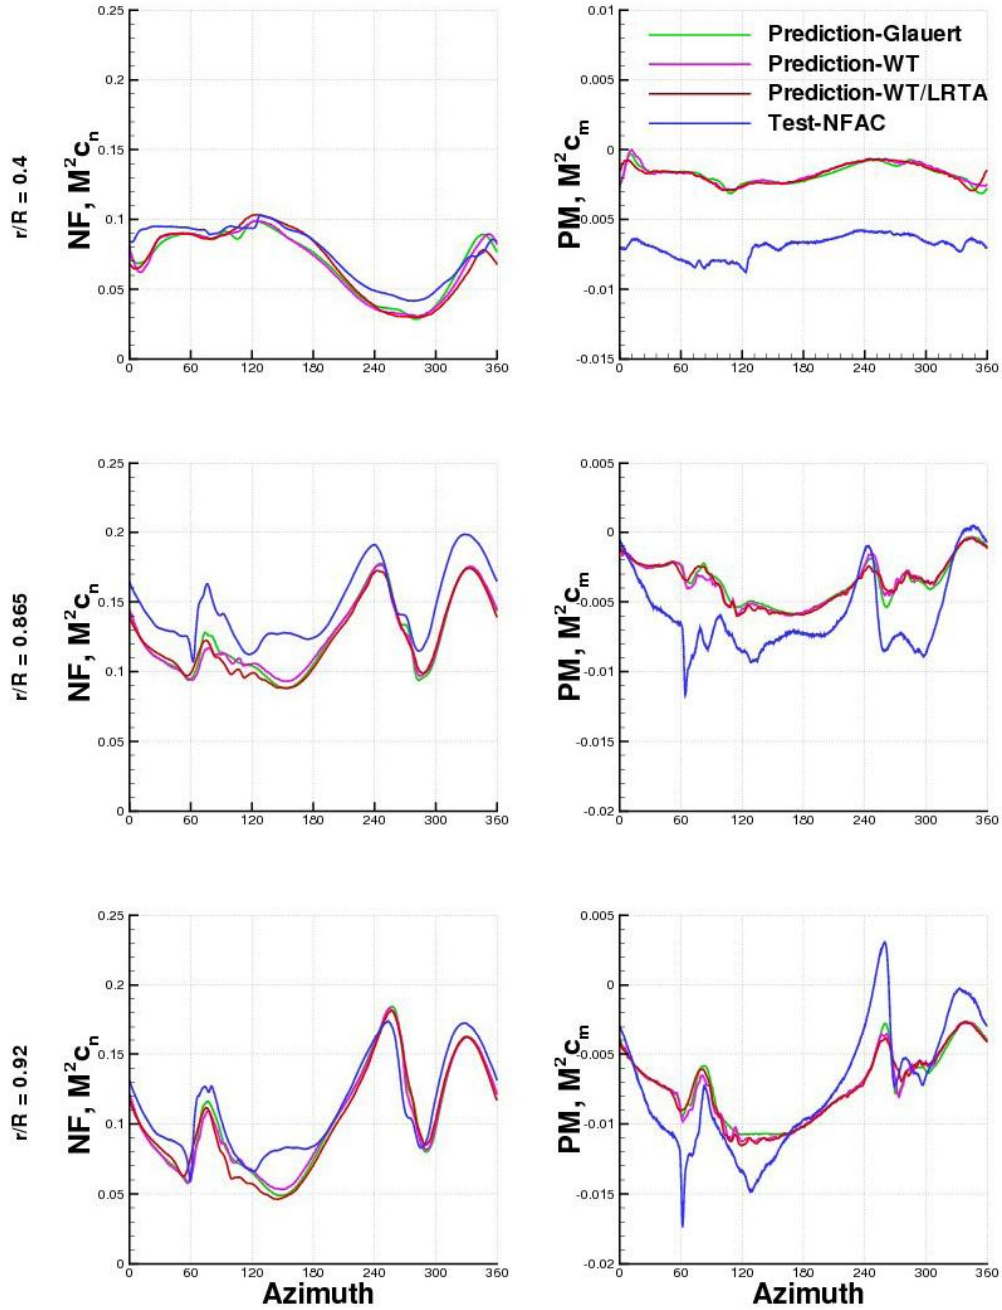 r/R = 0.4
NF, M²cₙ
0.25
0.2
0.15
0.1
0.05
0
0 60 120 180 240 300 360
PM, M²cₘ
0.01
0.005
0
-0.005
-0.01
-0.015
0 60 120 180 240 300 360
Prediction-Glauert
Prediction-WT
Prediction-WT/LRTA
Test-NFAC
r/R = 0.865
NF, M²cₙ
0.25
0.2
0.15
0.1
0.05
0
0 60 120 180 240 300 360
PM, M²cₘ
0.005
0
-0.005
-0.01
-0.015
-0.02
0 60 120 180 240 300 360
r/R = 0.92
NF, M²cₙ
0.25
0.2
0.15
0.1
0.05
0
0 60 120 180 240 300 360
Azimuth
PM, M²cₘ
0.005
0
-0.005
-0.01
-0.015
-0.02
0 60 120 180 240 300 360
Azimuth